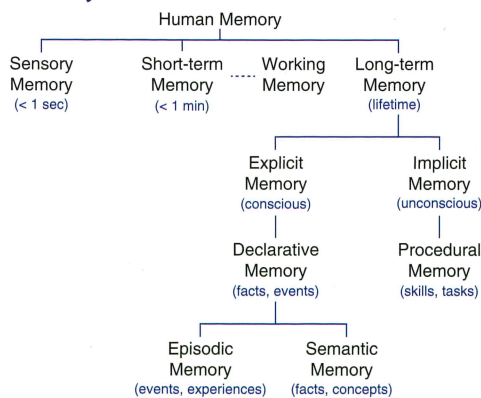 Human Memory
Sensory
Memory
(< 1 sec)
Short-term
Memory
(< 1 min)
Working
Memory
Long-term
Memory
(lifetime)
Explicit
Memory
(conscious)
Implicit
Memory
(unconscious)
Declarative
Memory
(facts, events)
Procedural
Memory
(skills, tasks)
Episodic
Memory
(events, experiences)
Semantic
Memory
(facts, concepts)